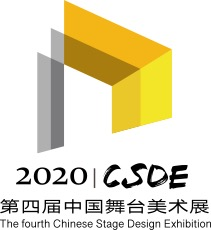 2020 | CSDE
第四届中国舞台美术展
The fourth Chinese Stage Design Exhibition